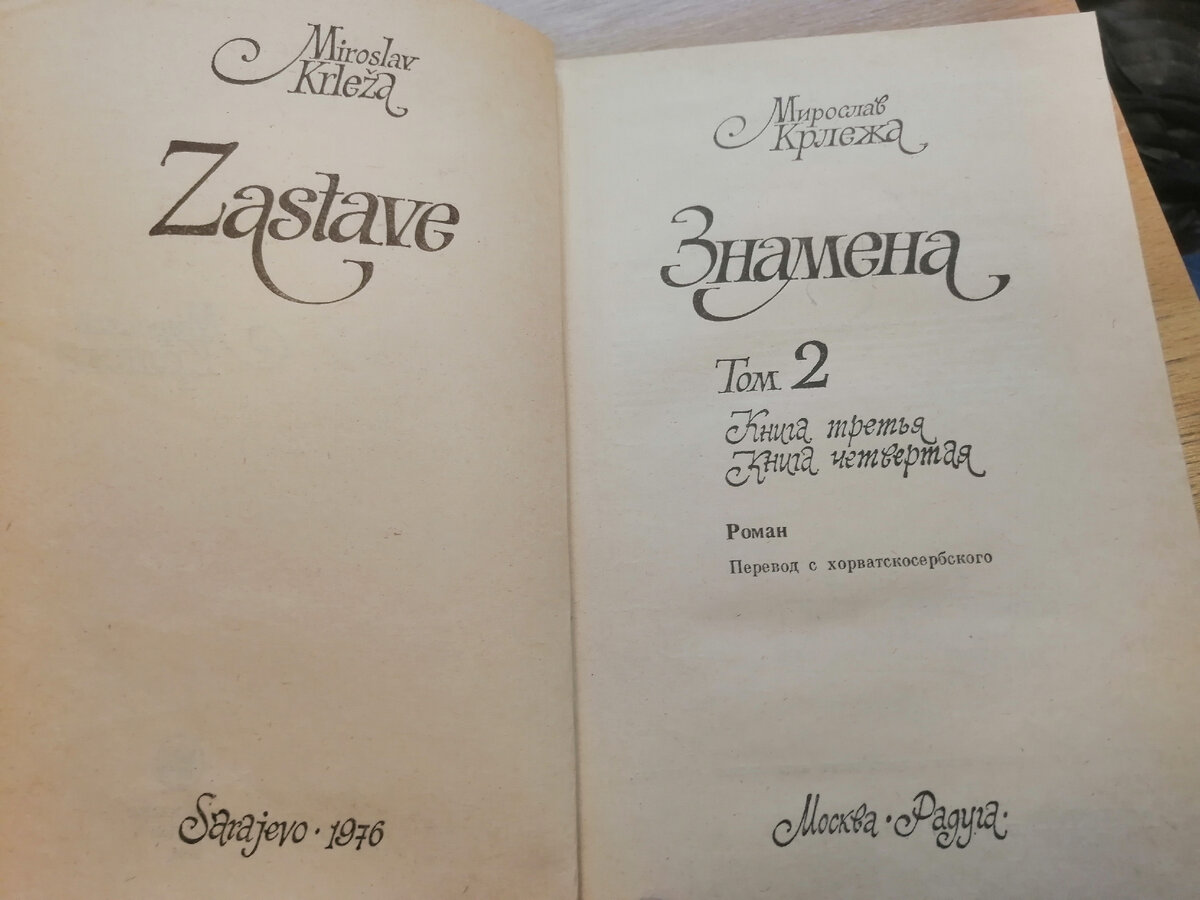 Miroslav
Krleža
Zastave
Sarajevo · 1976
Мирослав
Крлежа
Знамена
Том 2
Книга третья
Книга четвертая
Роман
Перевод с хорватскосербского
Москва · Радуга ·